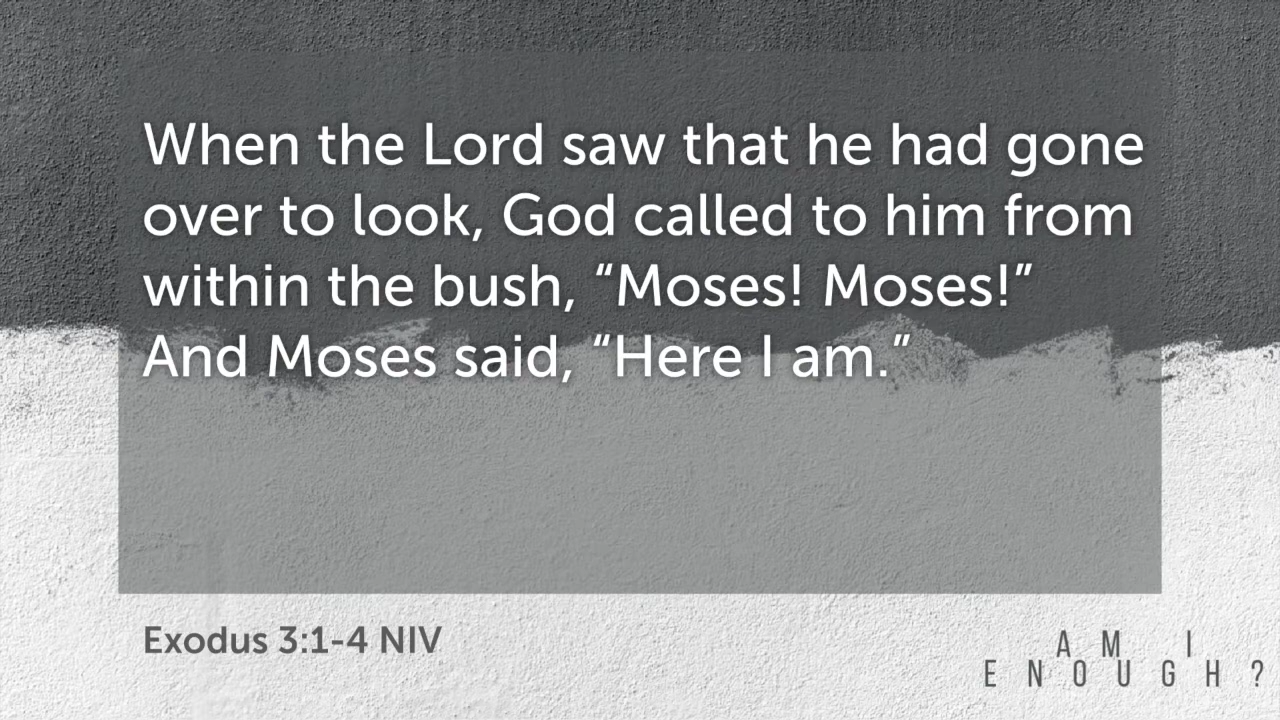 When the Lord saw that he had gone
over to look, God called to him from
within the bush, “Moses! Moses!”
And Moses said, “Here I am.”
Exodus 3:1-4 NIV
AM I
ENOUGH?